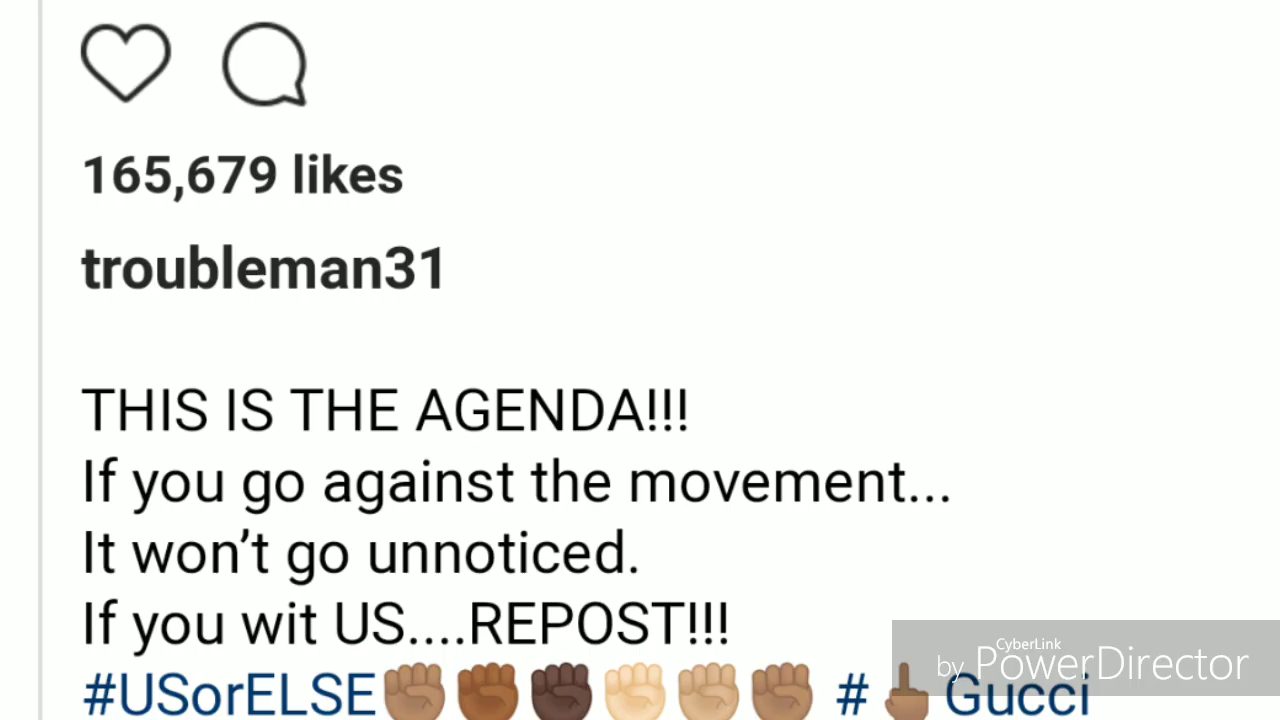 165,679 likes
troubleman31
THIS IS THE AGENDA!!!
If you go against the movement...
It won’t go unnoticed.
If you wit US....REPOST!!!
#USorELSE✊🏽✊🏾✊🏿✊🏻✊🏼✊🏽 #🖕🏽Gucci
CyberLink
by PowerDirector